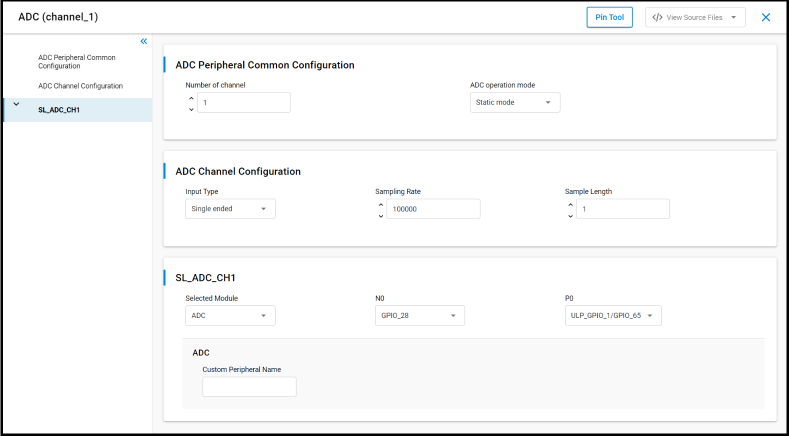 ADC (channel_1)
Pin Tool
</> View Source Files
ADC Peripheral Common
Configuration
ADC Channel Configuration
SL_ADC_CH1
ADC Peripheral Common Configuration
Number of channel
ADC operation mode
1
Static mode
ADC Channel Configuration
Input Type
Sampling Rate
Sample Length
Single ended
100000
1
SL_ADC_CH1
Selected Module
N0
P0
ADC
GPIO_28
ULP_GPIO_1/GPIO_65
ADC
Custom Peripheral Name